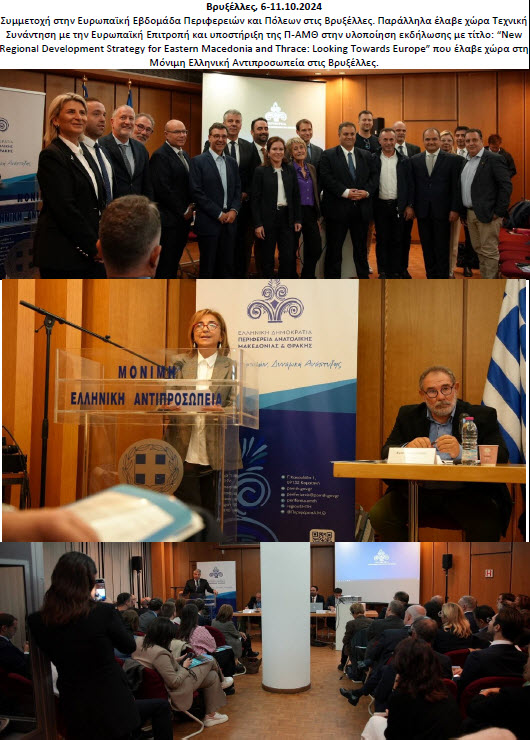 Βρυξέλλες, 6-11.10.2024
Συμμετοχή στην Ευρωπαϊκή Εβδομάδα Περιφερειών και Πόλεων στις Βρυξέλλες. Παράλληλα έλαβε χώρα Τεχνική
Συνάντηση με την Ευρωπαϊκή Επιτροπή και υποστήριξη της Π-ΑΜΘ στην υλοποίηση εκδήλωσης με τίτλο: “New
Regional Development Strategy for Eastern Macedonia and Thrace: Looking Towards Europe” που έλαβε χώρα στη
Μόνιμη Ελληνική Αντιπροσωπεία στις Βρυξέλλες.
ΕΛΛΗΝΙΚΗ ΔΗΜΟΚΡΑΤΙΑ
ΠΕΡΙΦΕΡΕΙΑ ΑΝΑΤΟΛΙΚΗΣ
ΜΑΚΕΔΟΝΙΑΣ & ΘΡΑΚΗΣ
Δυναμική Ανάπτυξης
ΜΟΝΙΜΗ
ΕΛΛΗΝΙΚΗ ΑΝΤΙΠΡΟΣΩΠΕΙΑ